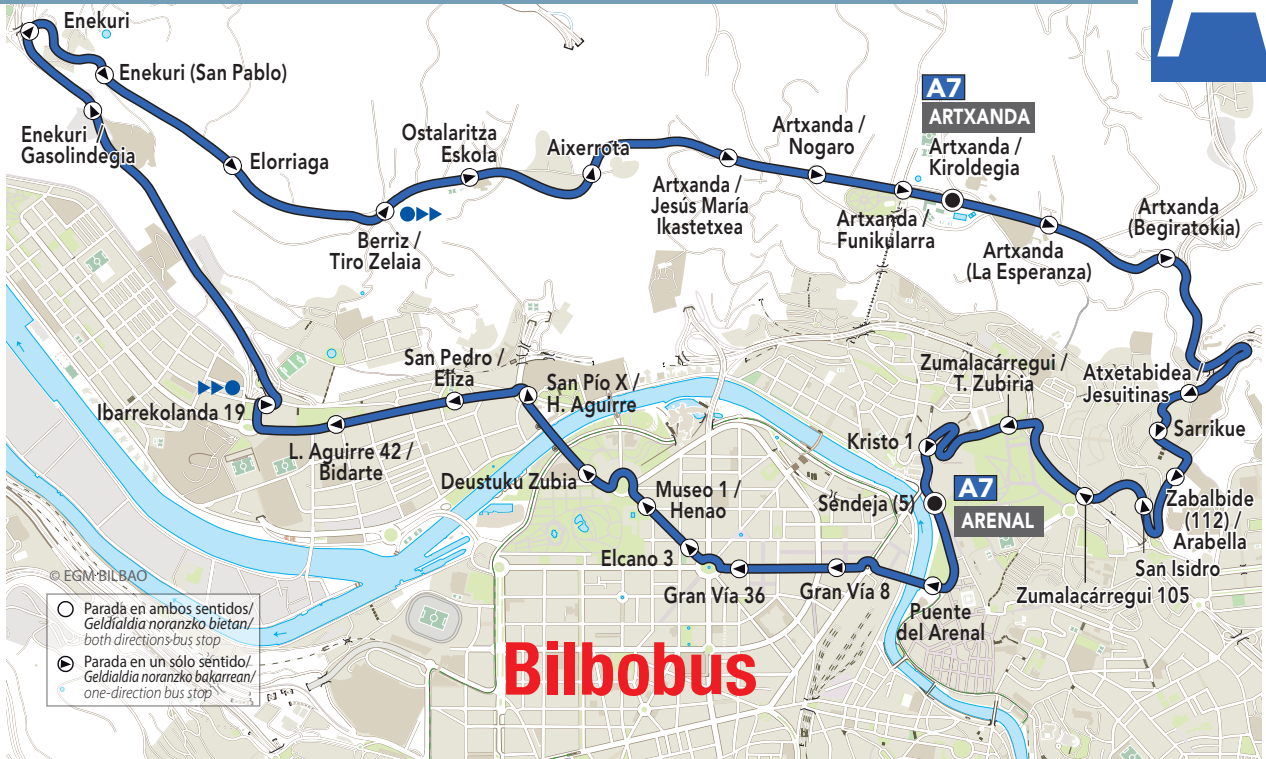 Enekuri
Enekuri (San Pablo)
Enekuri /
Gasolindegia
Elorriaga
Ostalaritza
Eskola
Berriz /
Tiro Zelaia
Aixerrota
Artxanda /
Jesús María
Ikastetxea
Artxanda /
Nogaro
A7
ARTXANDA
Artxanda /
Kiroldegia
Artxanda /
Funikularra
Artxanda
(La Esperanza)
Artxanda
(Begiratokia)
Atxetabidea /
Jesuitinas
Sarrikue
Zabalbide
(112) /
Arabella
San Isidro
Zumalacárregui 105
Zumalacárregui /
T. Zubiria
Kristo 1
Sendeja (5)
A7
ARENAL
Puente
del Arenal
Gran Vía 8
Gran Vía 36
Elcano 3
Museo 1 /
Henao
Deustuku Zubia
San Pío X /
H. Aguirre
San Pedro /
Eliza
L. Aguirre 42 /
Bidarte
Ibarrekolanda 19
© EGM BILBAO
Parada en ambos sentidos/
Geldialdia noranzko bietan/
both directions bus stop
Parada en un sólo sentido/
Geldialdia noranzko bakarrean/
one-direction bus stop
Bilbobus